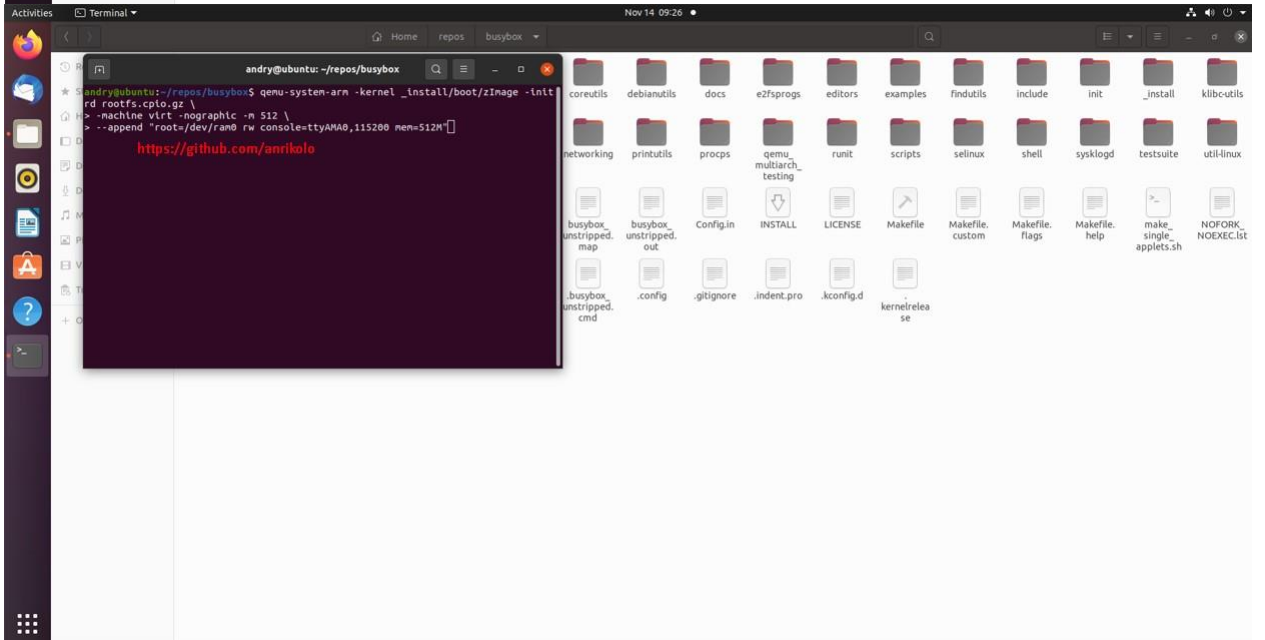 Activities
Terminal
Nov 14 09:26
Home repos busybox
andry@ubuntu: ~/repos/busybox
andry@ubuntu:~/repos/busybox$ qemu-system-arm -kernel _install/boot/zImage -init
rd rootfs.cpio.gz \
> -machine virt -nographic -m 512 \
> --append "root=/dev/ram0 rw console=ttyAMA0,115200 mem=512M"
https://github.com/anrikolo
coreutils debianutils docs e2fsprogs editors examples findutils include init _install klibc-utils
networking printutils procps qemu_ runit scripts selinux shell sysklogd testsuite util-linux
multiarch_
testing
busybox_ busybox_ Config.in INSTALL LICENSE Makefile Makefile. Makefile. Makefile. make_ NOFORK_
unstripped. unstripped. custom flags help single_ NOEXEC.lst
map out applets.sh
.busybox_ .config .gitignore .indent.pro .kconfig.d .
unstripped. kernelrelea
cmd se